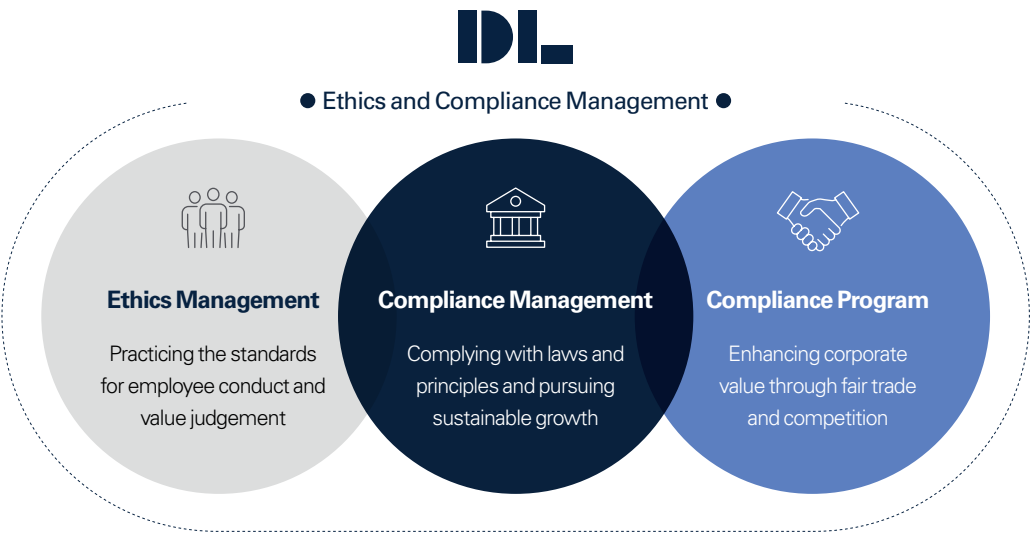 DL
Ethics and Compliance Management
Ethics Management
Practicing the standards
for employee conduct and
value judgement
Compliance Management
Complying with laws and
principles and pursuing
sustainable growth
Compliance Program
Enhancing corporate
value through fair trade
and competition